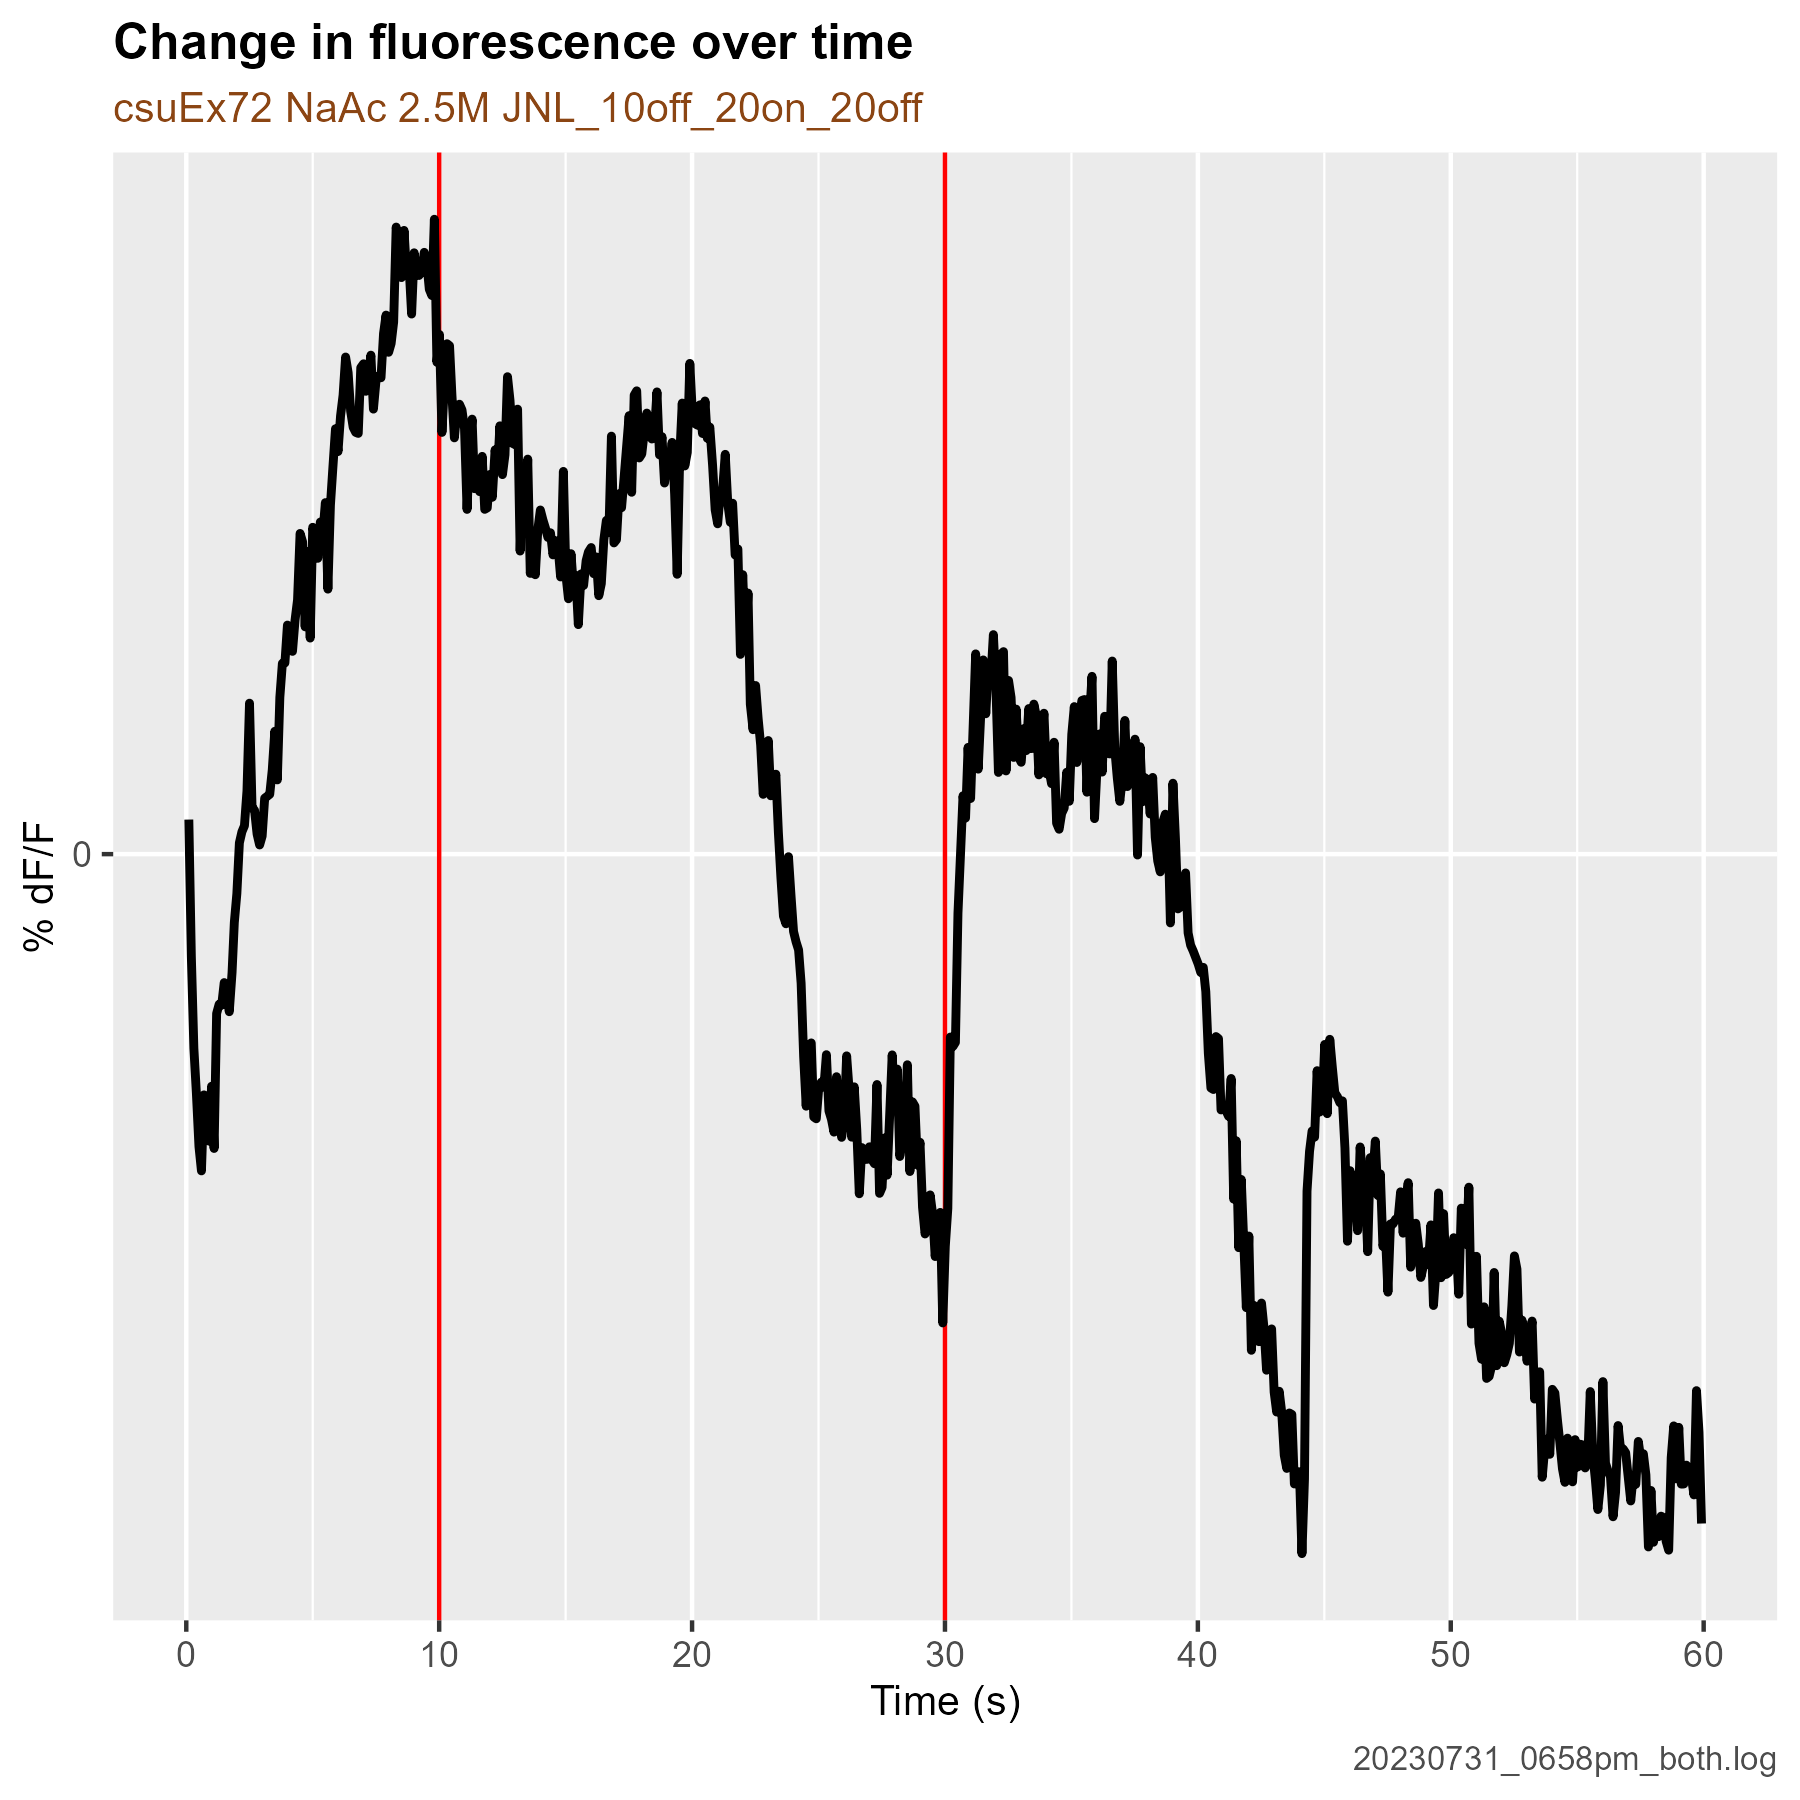 Change in fluorescence over time
csuEx72 NaAc 2.5M JNL_10off_20on_20off
% dF/F
0
0 10 20 30 40 50 60
Time (s)
20230731_0658pm_both.log